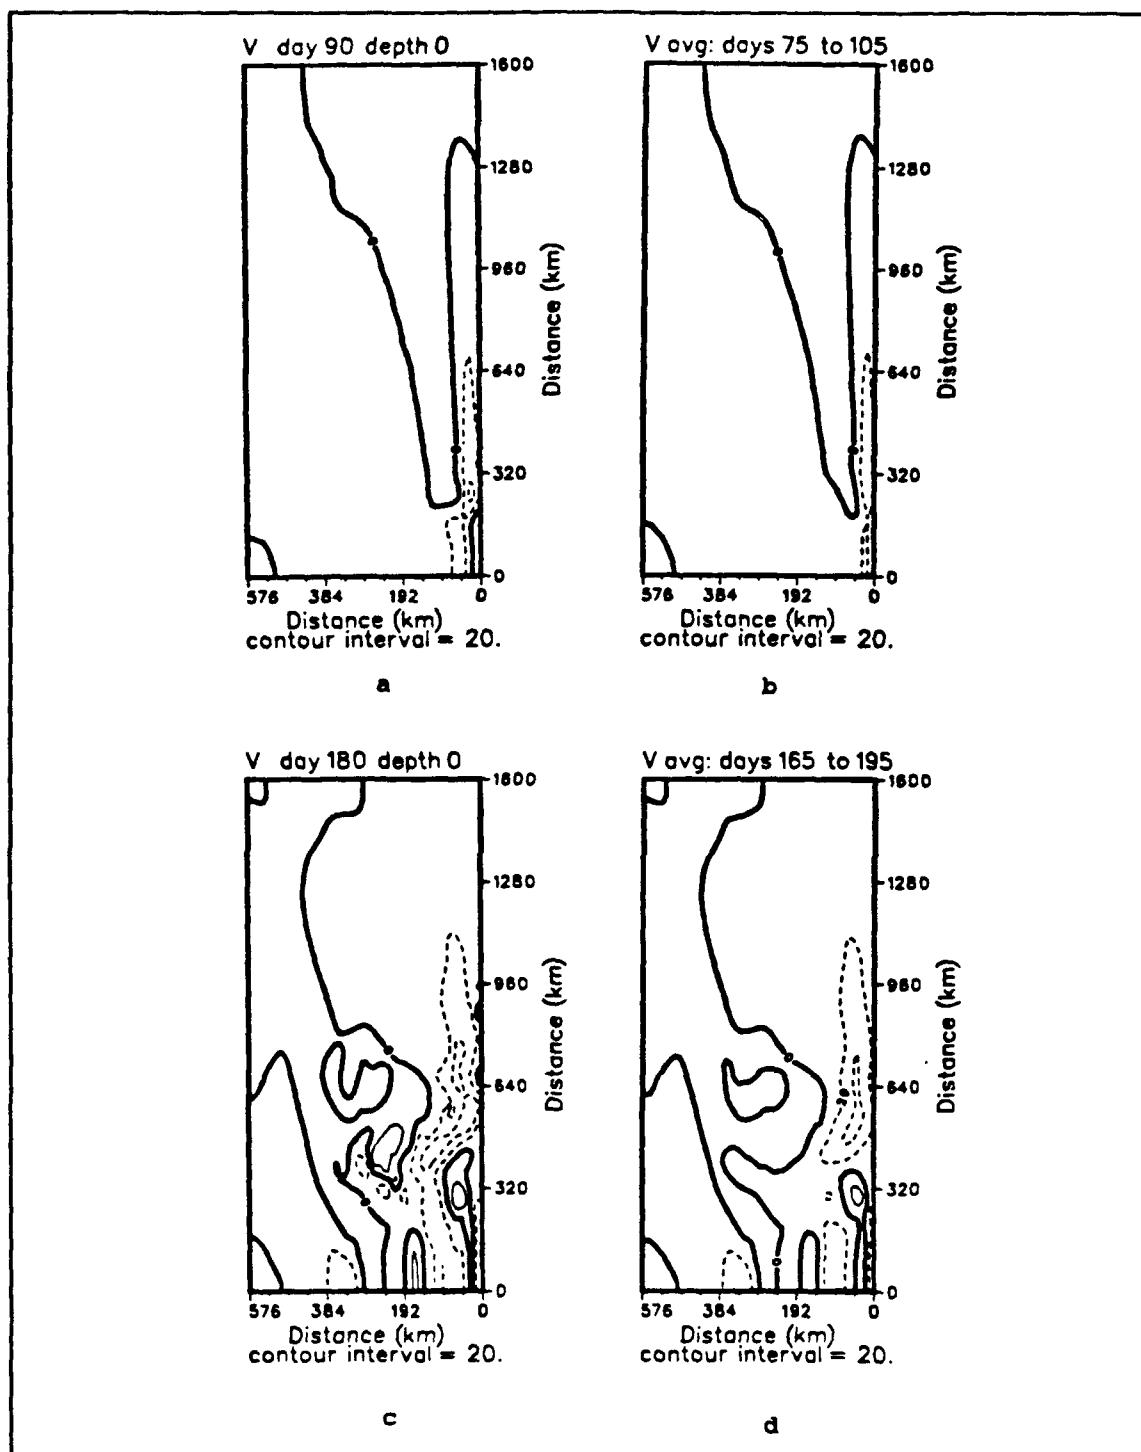 V day 90 depth 0
1600
1280
960
640
320
0
Distance (km)
576 384 192 0
Distance (km)
contour interval = 20.
a
V avg: days 75 to 105
1600
1280
960
640
320
0
Distance (km)
576 384 192 0
Distance (km)
contour interval = 20.
b
V day 180 depth 0
1600
1280
960
640
320
0
Distance (km)
576 384 192 0
Distance (km)
contour interval = 20.
c
V avg: days 165 to 195
1600
1280
960
640
320
0
Distance (km)
576 384 192 0
Distance (km)
contour interval = 20.
d